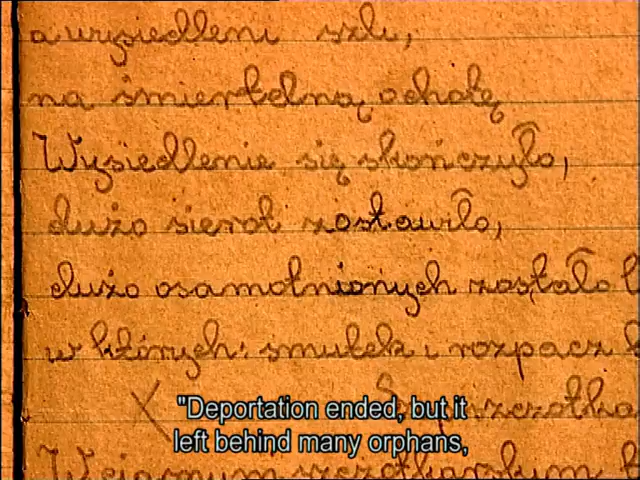 a wysiedleni szli,
na śmiertelną ochotę
Wysiedlenie się skończyło,
dużo sierot zostawiło,
dużo osamotnionych zostało
w których smutek i rozpacz
"Deportation ended, but it
left behind many orphans,
W ciasnym